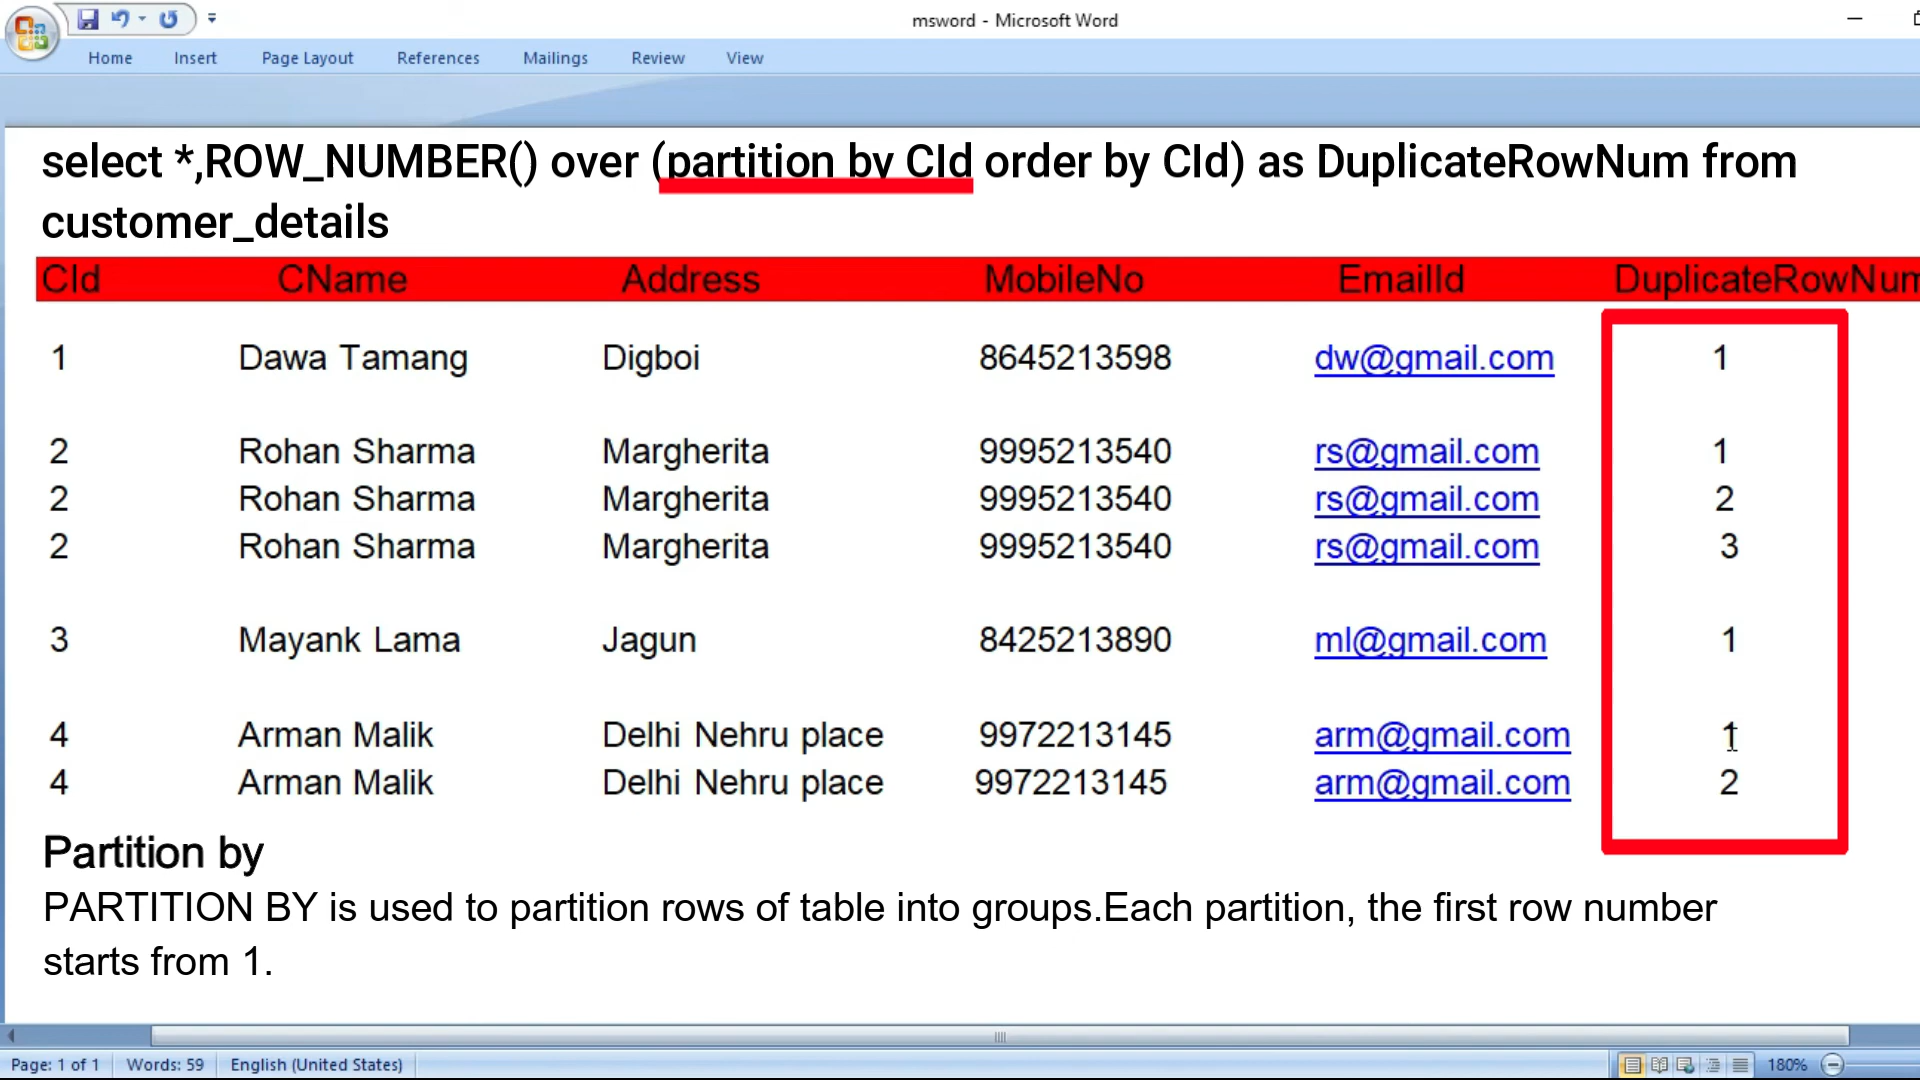 msword - Microsoft Word
Home Insert Page Layout References Mailings Review View
select *,ROW_NUMBER() over (partition by CId order by CId) as DuplicateRowNum from
customer_details
CId CName Address MobileNo EmailId DuplicateRowNum
1 Dawa Tamang Digboi 8645213598 dw@gmail.com 1
2 Rohan Sharma Margherita 9995213540 rs@gmail.com 1
2 Rohan Sharma Margherita 9995213540 rs@gmail.com 2
2 Rohan Sharma Margherita 9995213540 rs@gmail.com 3
3 Mayank Lama Jagun 8425213890 ml@gmail.com 1
4 Arman Malik Delhi Nehru place 9972213145 arm@gmail.com 1
4 Arman Malik Delhi Nehru place 9972213145 arm@gmail.com 2
Partition by
PARTITION BY is used to partition rows of table into groups.Each partition, the first row number
starts from 1.
Page: 1 of 1 Words: 59 English (United States) 180%